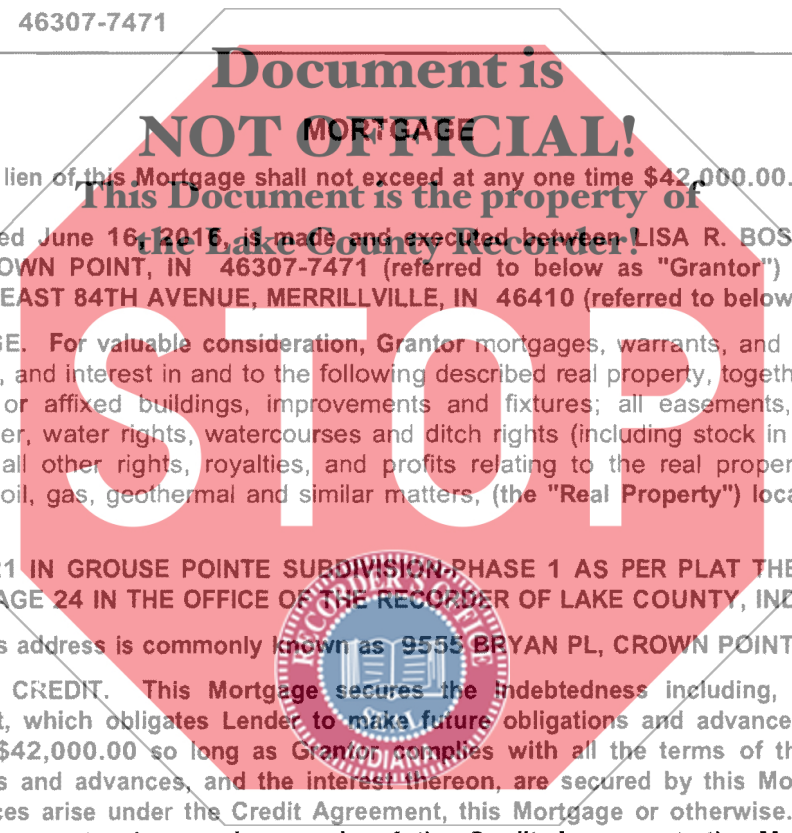 46307-7471
Document is
NOT OFFICIAL!
MORTGAGE
lien of this Mortgage shall not exceed at any one time $42,000.00.
This Document is the property of
the Lake County Recorder!
ed June 16, 2016, is made and executed between LISA R. BOS
OWN POINT, IN 46307-7471 (referred to below as "Grantor")
EAST 84TH AVENUE, MERRILLVILLE, IN 46410 (referred to below
GE. For valuable consideration, Grantor mortgages, warrants, and
, and interest in and to the following described real property, togeth
or affixed buildings, improvements and fixtures; all easements,
er, water rights, watercourses and ditch rights (including stock in
all other rights, royalties, and profits relating to the real proper
oil, gas, geothermal and similar matters, (the "Real Property") loca
STOP
21 IN GROUSE POINTE SUBDIVISION-PHASE 1 AS PER PLAT THE
AGE 24 IN THE OFFICE OF THE RECORDER OF LAKE COUNTY, IND
s address is commonly known as 9555 BRYAN PL, CROWN POINT
CREDIT. This Mortgage secures the Indebtedness including,
t, which obligates Lender to make future obligations and advance
$42,000.00 so long as Grantor complies with all the terms of th
s and advances, and the interest thereon, are secured by this Mo
ces arise under the Credit Agreement, this Mortgage or otherwise.
RECORDER'S OFFICE
SEAL
INDIANA